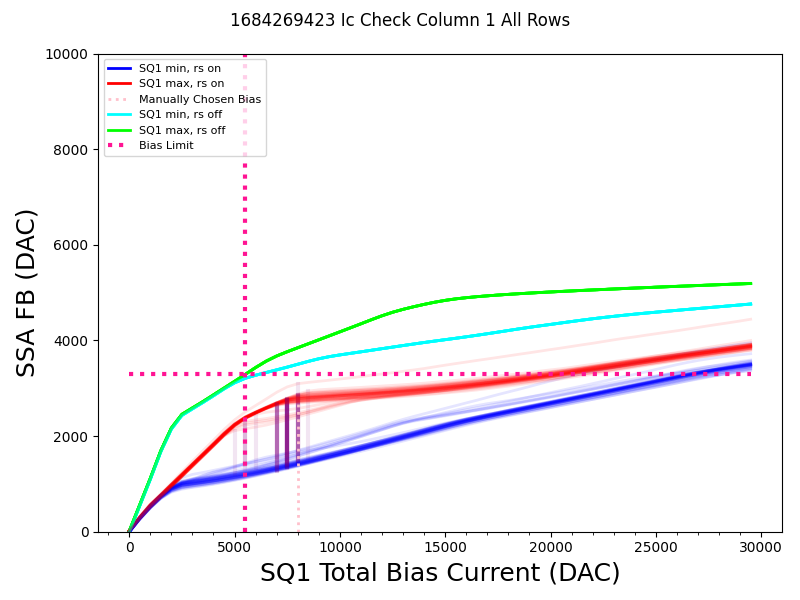 1684269423 Ic Check Column 1 All Rows
10000
8000
6000
4000
2000
0
SSA FB (DAC)
SQ1 min, rs on
SQ1 max, rs on
Manually Chosen Bias
SQ1 min, rs off
SQ1 max, rs off
Bias Limit
0 5000 10000 15000 20000 25000 30000
SQ1 Total Bias Current (DAC)